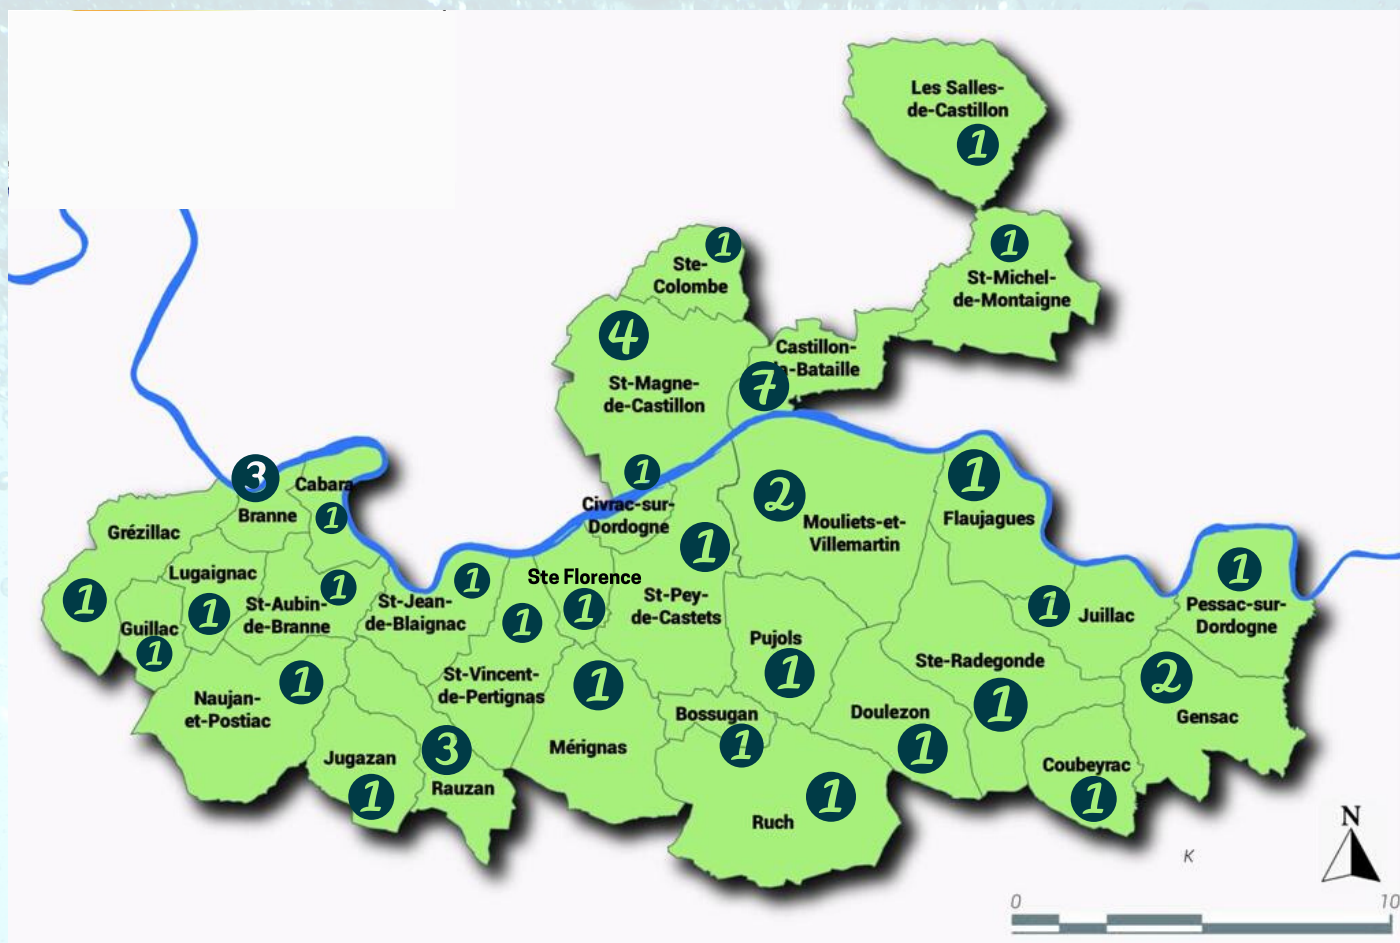 Les Salles-
de-Castillon
1
1
St-Michel-
de-Montaigne
1
Ste-
Colombe
4
St-Magne-
de-Castillon
Castillon-
la-Bataille
7
1
Civrac-sur-
Dordogne
3
Branne
Cabara
1
Grézillac
1
Lugaignac
1
Guillac
1
St-Aubin-
de-Branne
1
St-Jean-
de-Blaignac
1
1
St-Vincent-
de-Pertignas
Ste Florence
1
1
St-Pey-
de-Castets
2
Mouliets-et-
Villemartin
1
Flaujagues
1
Juillac
1
Pessac-sur-
Dordogne
Pujols
1
Ste-Radegonde
1
2
Gensac
Naujan-
et-Postiac
1
Jugazan
1
3
Rauzan
1
Mérignas
Bossugan
1
Ruch
1
Doulezon
1
Coubeyrac
1
K
N
0
10